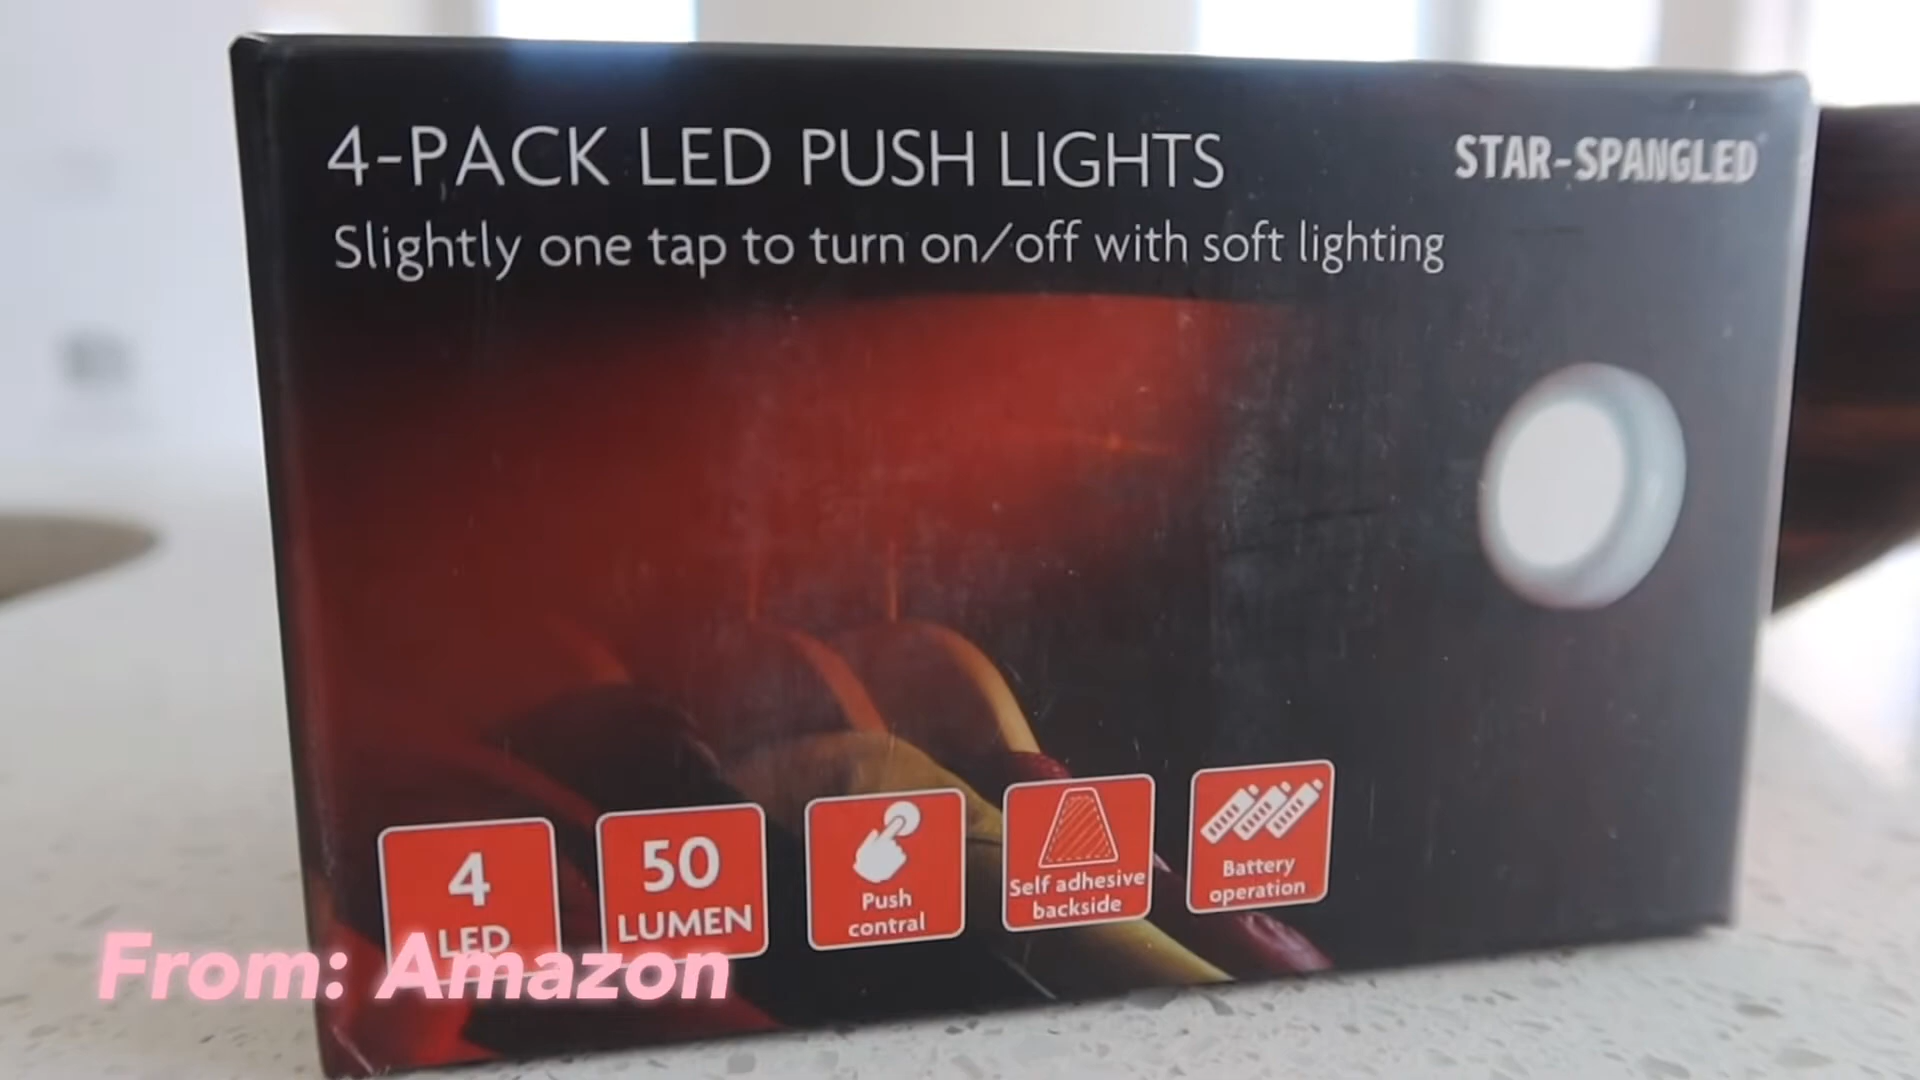 4-PACK LED PUSH LIGHTS
STAR-SPANGLED
Slightly one tap to turn on/off with soft lighting
4
LED
50
LUMEN
Push
contral
Self adhesive
backside
Battery
operation
From: Amazon